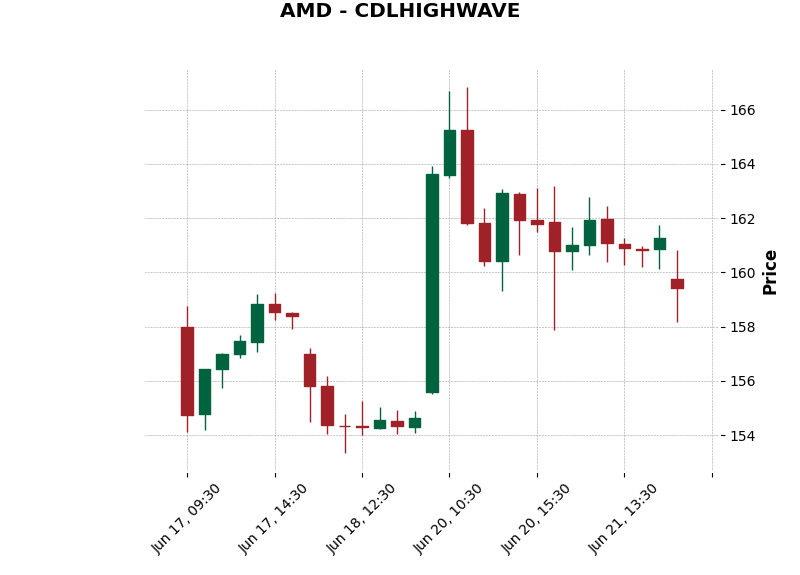 AMD - CDLHIGHWAVE
166
164
162
160
158
156
154
Price
Jun 17, 09:30
Jun 17, 14:30
Jun 18, 12:30
Jun 20, 10:30
Jun 20, 15:30
Jun 21, 13:30